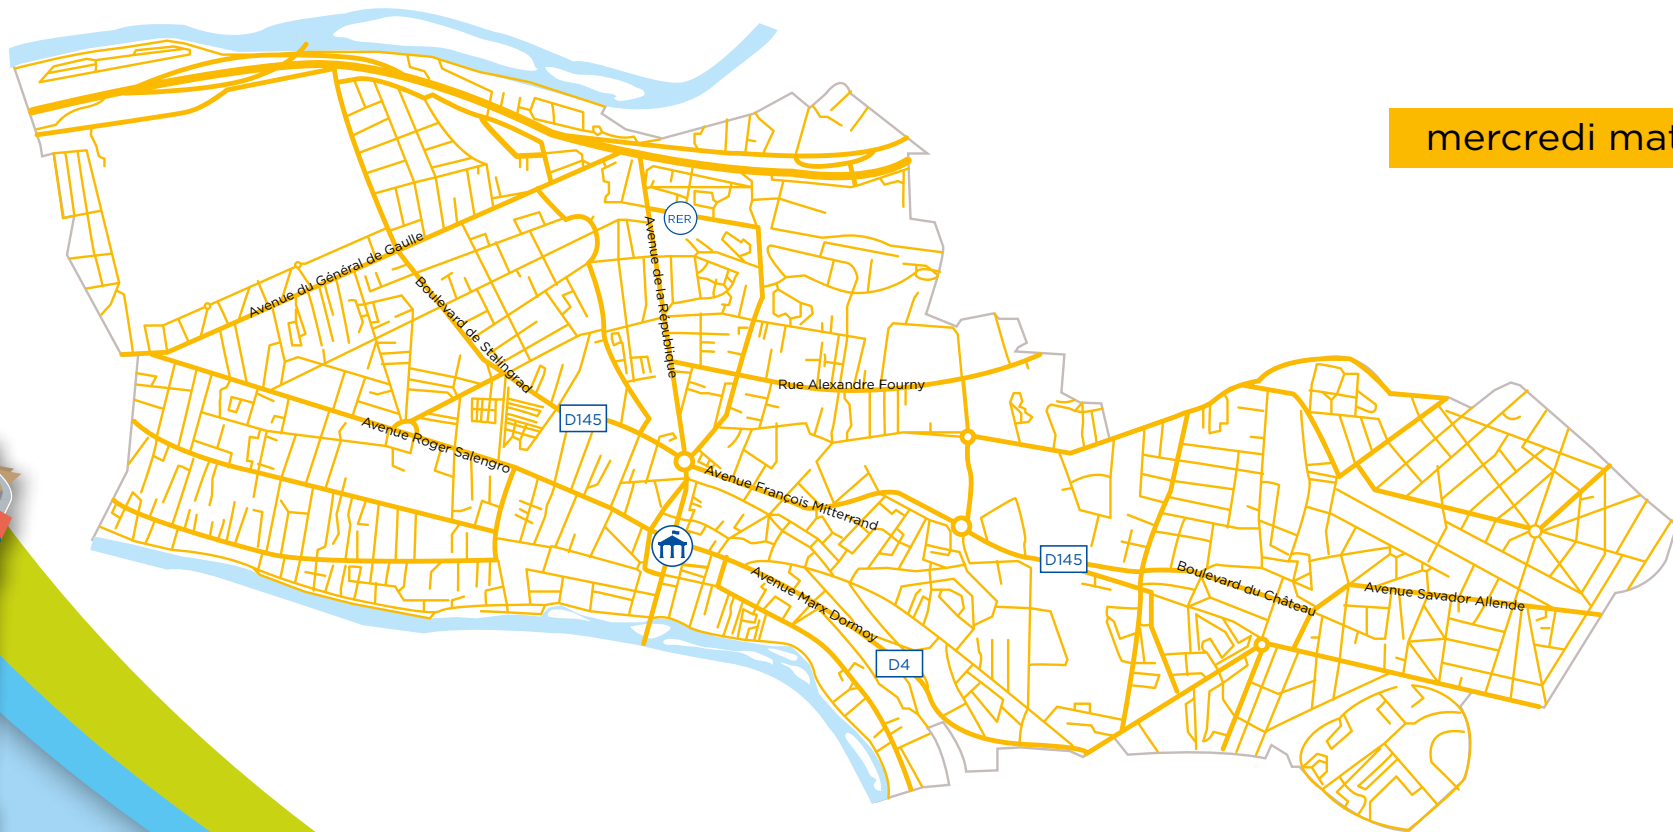 mercredi mat
RER
Avenue du Général de Gaulle
Avenue de la République
Boulevard de Stalingrad
Rue Alexandre Fourny
D145
Avenue Roger Salengro
Avenue François Mitterrand
D145
Boulevard du Château
Avenue Savador Allende
Avenue Marx Dormoy
D4